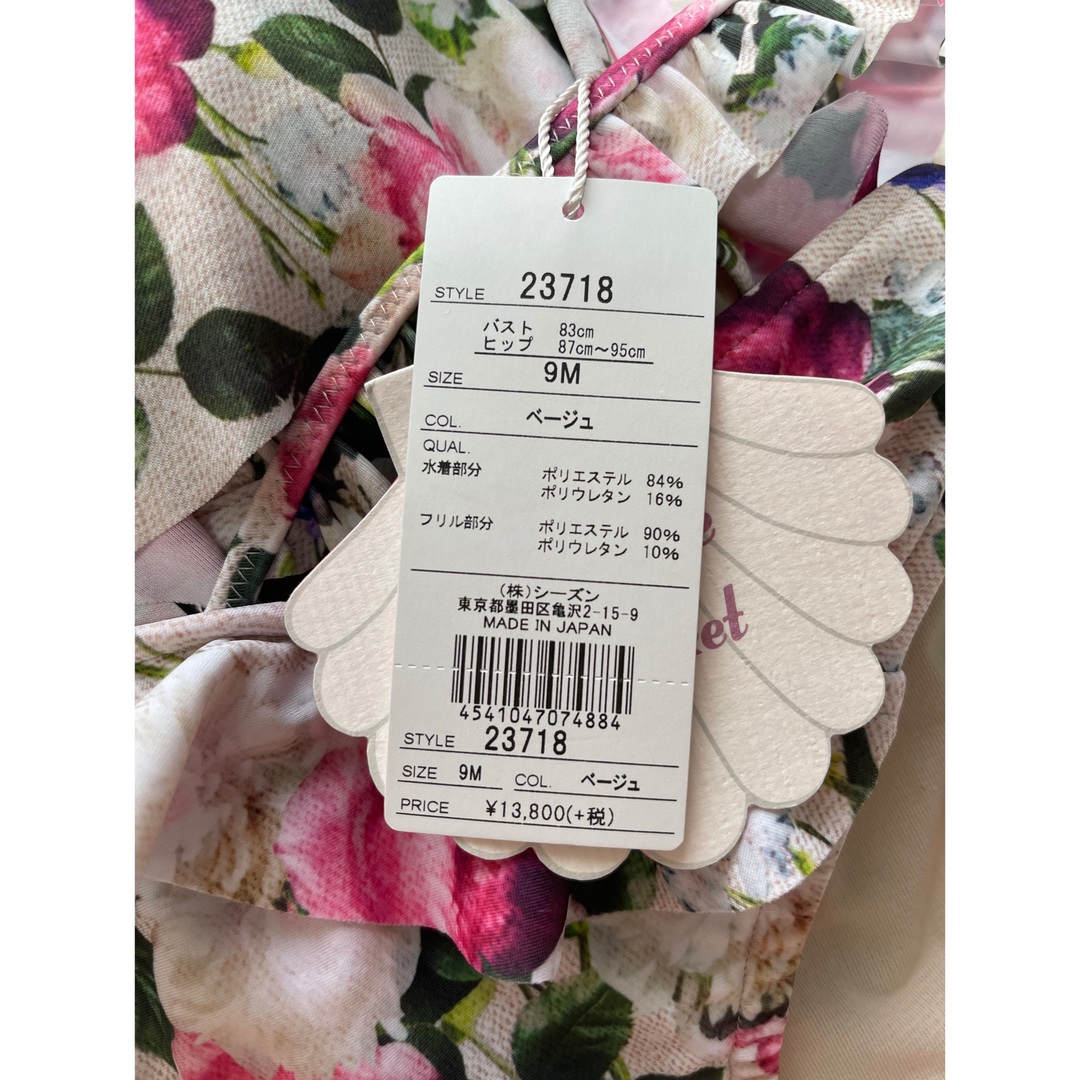 STYLE 23718
バスト 83cm
ヒップ 87cm～95cm
SIZE 9M
COL. ベージュ
QUAL.
水着部分 ポリエステル 84%
ポリウレタン 16%
フリル部分 ポリエステル 90%
ポリウレタン 10%
(株)シーズン
東京都墨田区亀沢2-15-9
MADE IN JAPAN
4541047074884
STYLE 23718
SIZE 9M COL. ベージュ
PRICE ¥13,800(+税)